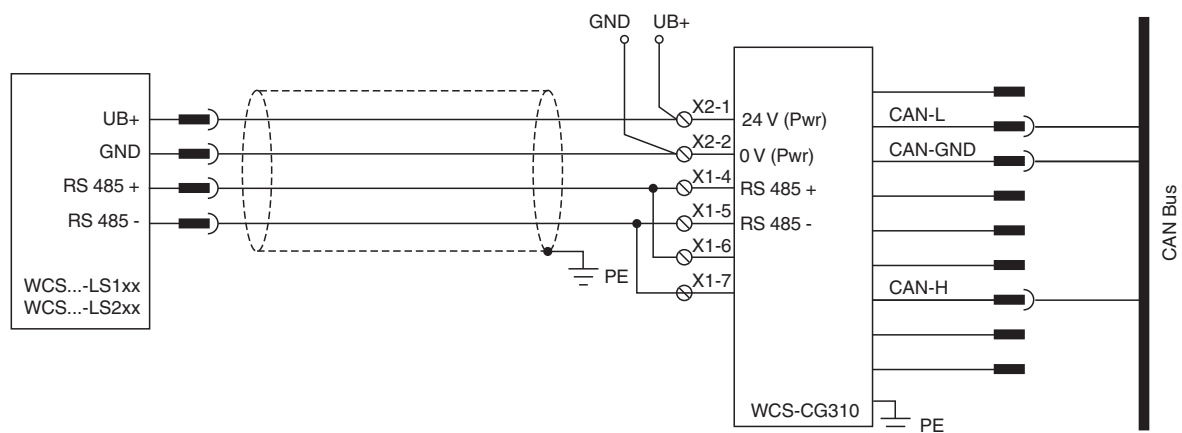 GND
UB+
UB+
GND
RS 485 +
RS 485 -
WCS...-LS1xx
WCS...-LS2xx
PE
X2-1
X2-2
X1-4
X1-5
X1-6
X1-7
24 V (Pwr)
0 V (Pwr)
RS 485 +
RS 485 -
WCS-CG310
CAN-L
CAN-GND
CAN-H
PE
CAN Bus